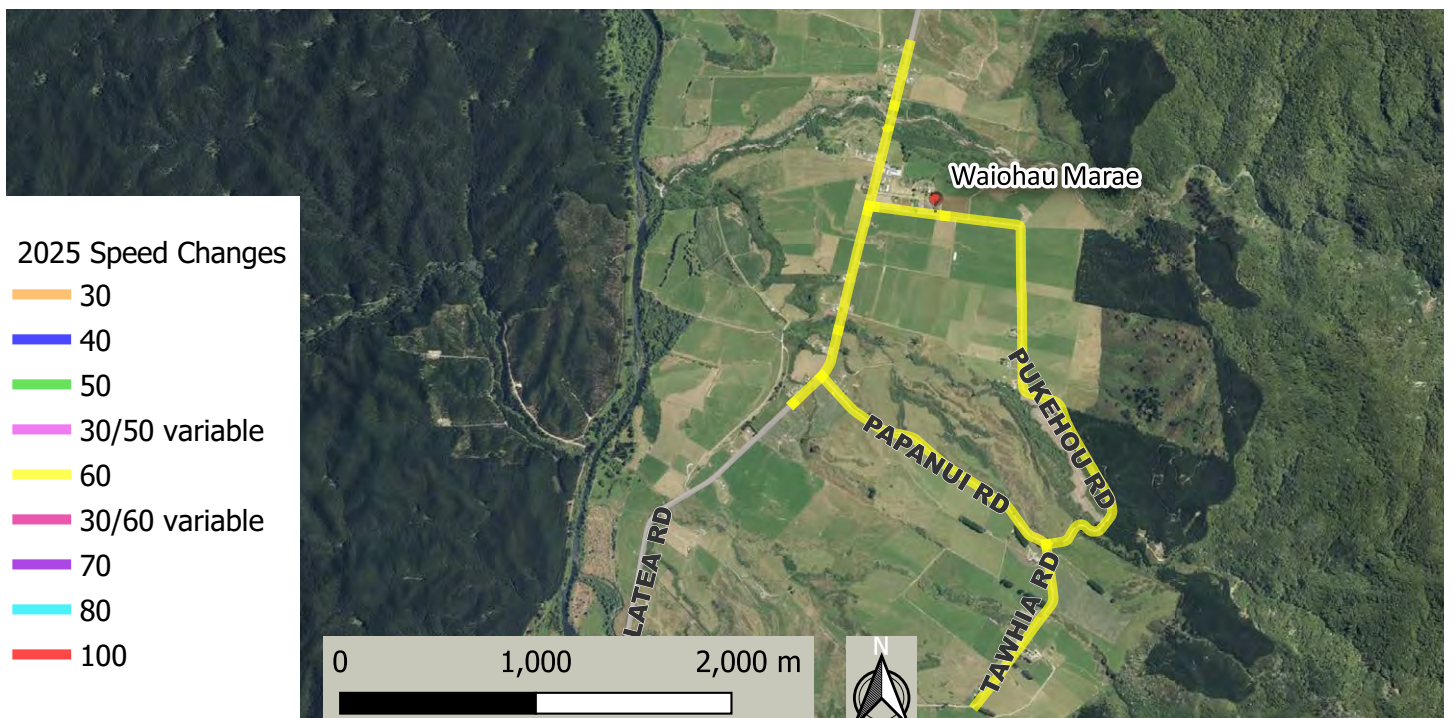 Waiohau Marae
2025 Speed Changes
30
40
50
30/50 variable
60
30/60 variable
70
80
100
PUKEHOU RD
PAPANUI RD
LATEA RD
TAWHIA RD
0 1,000 2,000 m
N